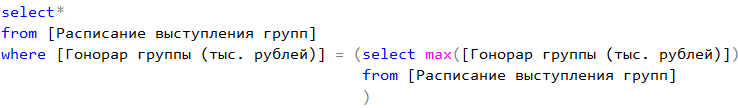 select*
from [Расписание выступления групп]
where [Гонорар группы (тыс. рублей)] = (select max([Гонорар группы (тыс. рублей)])
from [Расписание выступления групп]
)